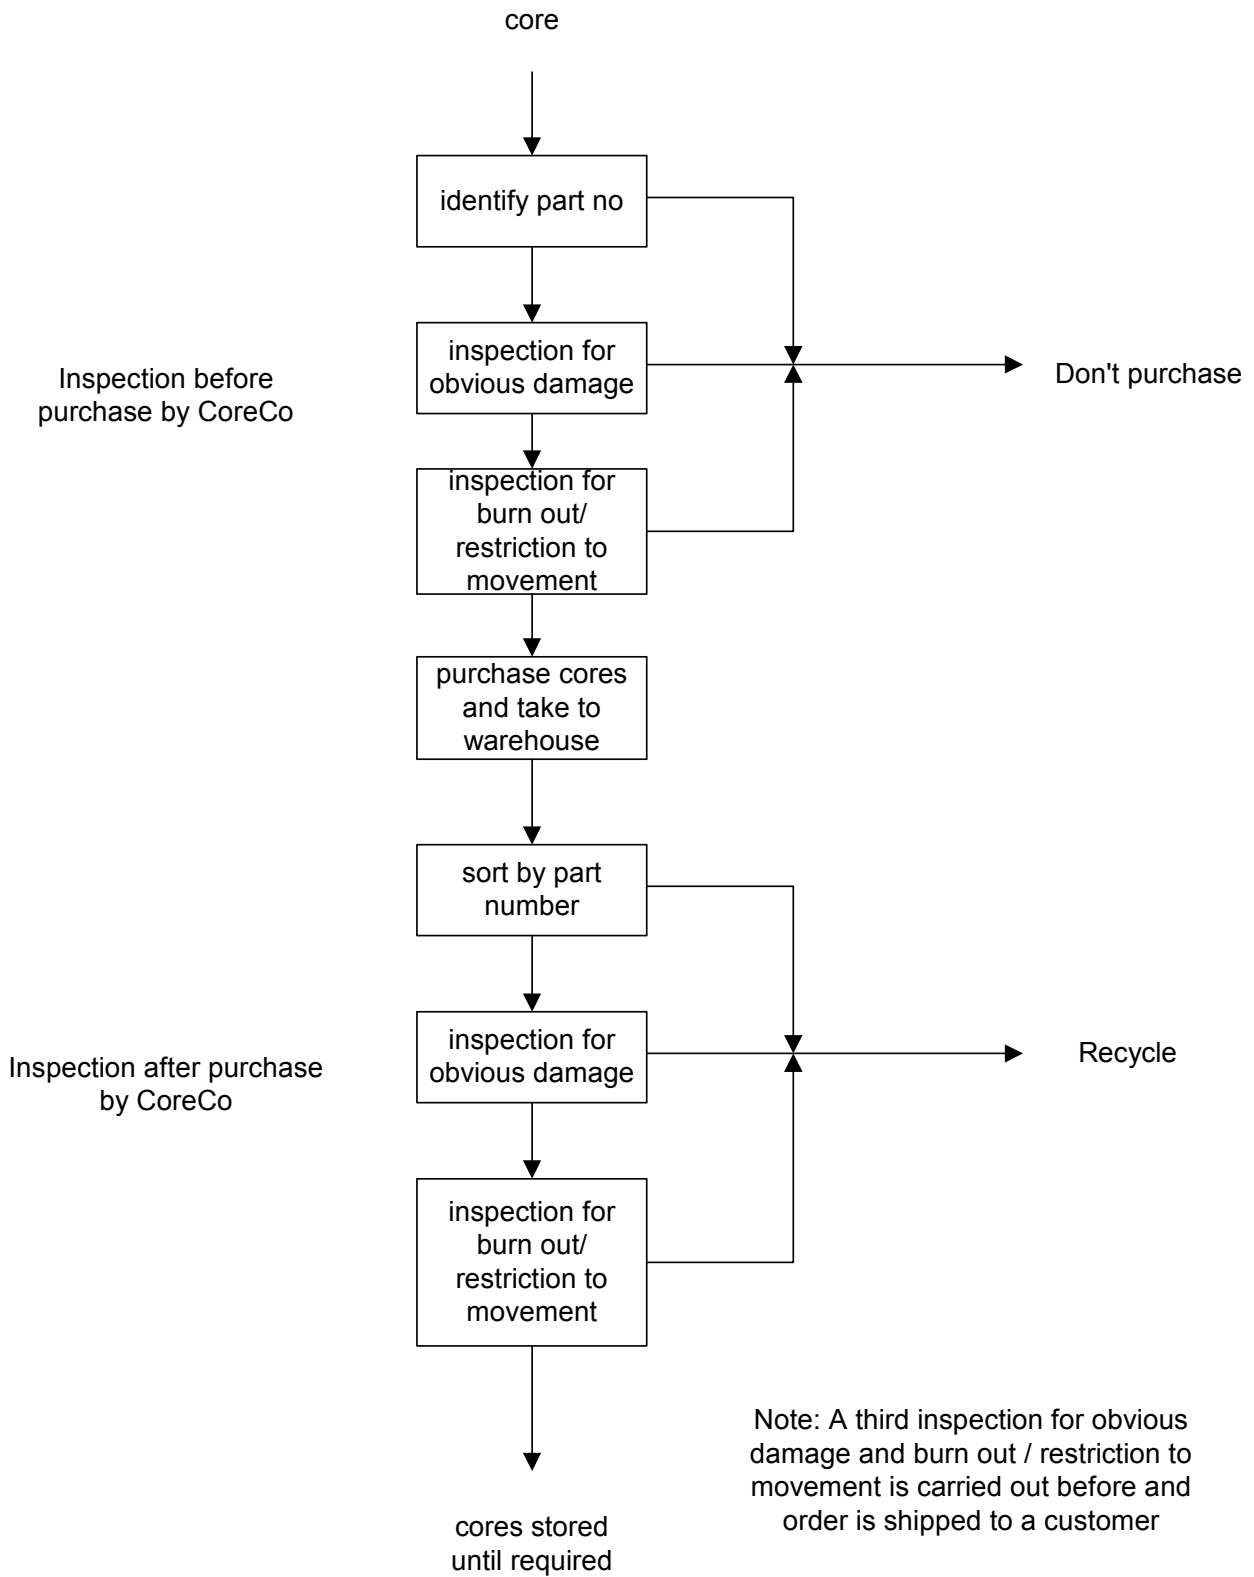 core
identify part no
inspection for
obvious damage
Inspection before
purchase by CoreCo
Don't purchase
inspection for
burn out/
restriction to
movement
purchase cores
and take to
warehouse
sort by part
number
inspection for
obvious damage
Inspection after purchase
by CoreCo
Recycle
inspection for
burn out/
restriction to
movement
Note: A third inspection for obvious
damage and burn out / restriction to
movement is carried out before and
order is shipped to a customer
cores stored
until required